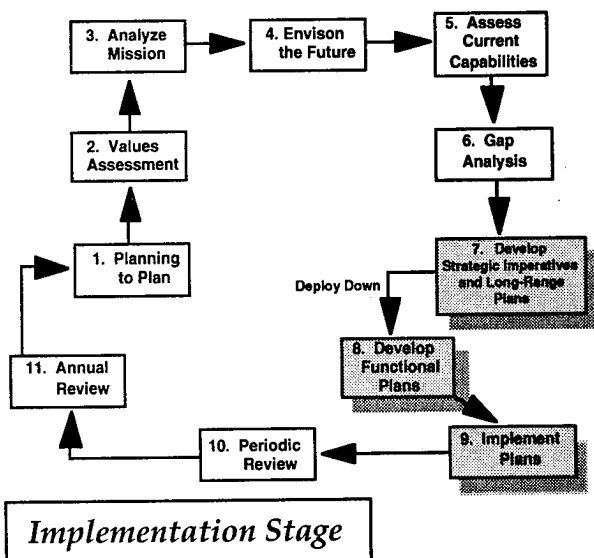 3. Analyze
Mission
4. Envison
the Future
5. Assess
Current
Capabilities
2. Values
Assessment
6. Gap
Analysis
1. Planning
to Plan
7. Develop
Strategic Imperatives
and Long-Range
Plans
Deploy Down
8. Develop
Functional
Plans
11. Annual
Review
10. Periodic
Review
9. Implement
Plans
Implementation Stage